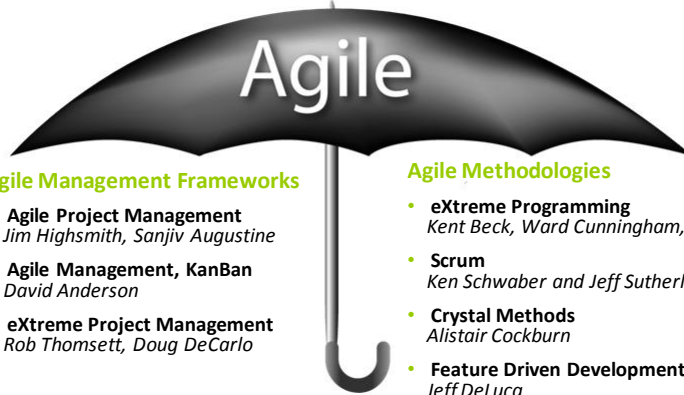 Agile
gile Management Frameworks
Agile Project Management
Jim Highsmith, Sanjiv Augustine
Agile Management, KanBan
David Anderson
eXtreme Project Management
Rob Thomsett, Doug DeCarlo
Agile Methodologies
• eXtreme Programming
Kent Beck, Ward Cunningham,
• Scrum
Ken Schwaber and Jeff Sutherl
• Crystal Methods
Alistair Cockburn
• Feature Driven Development
Jeff DeLuca